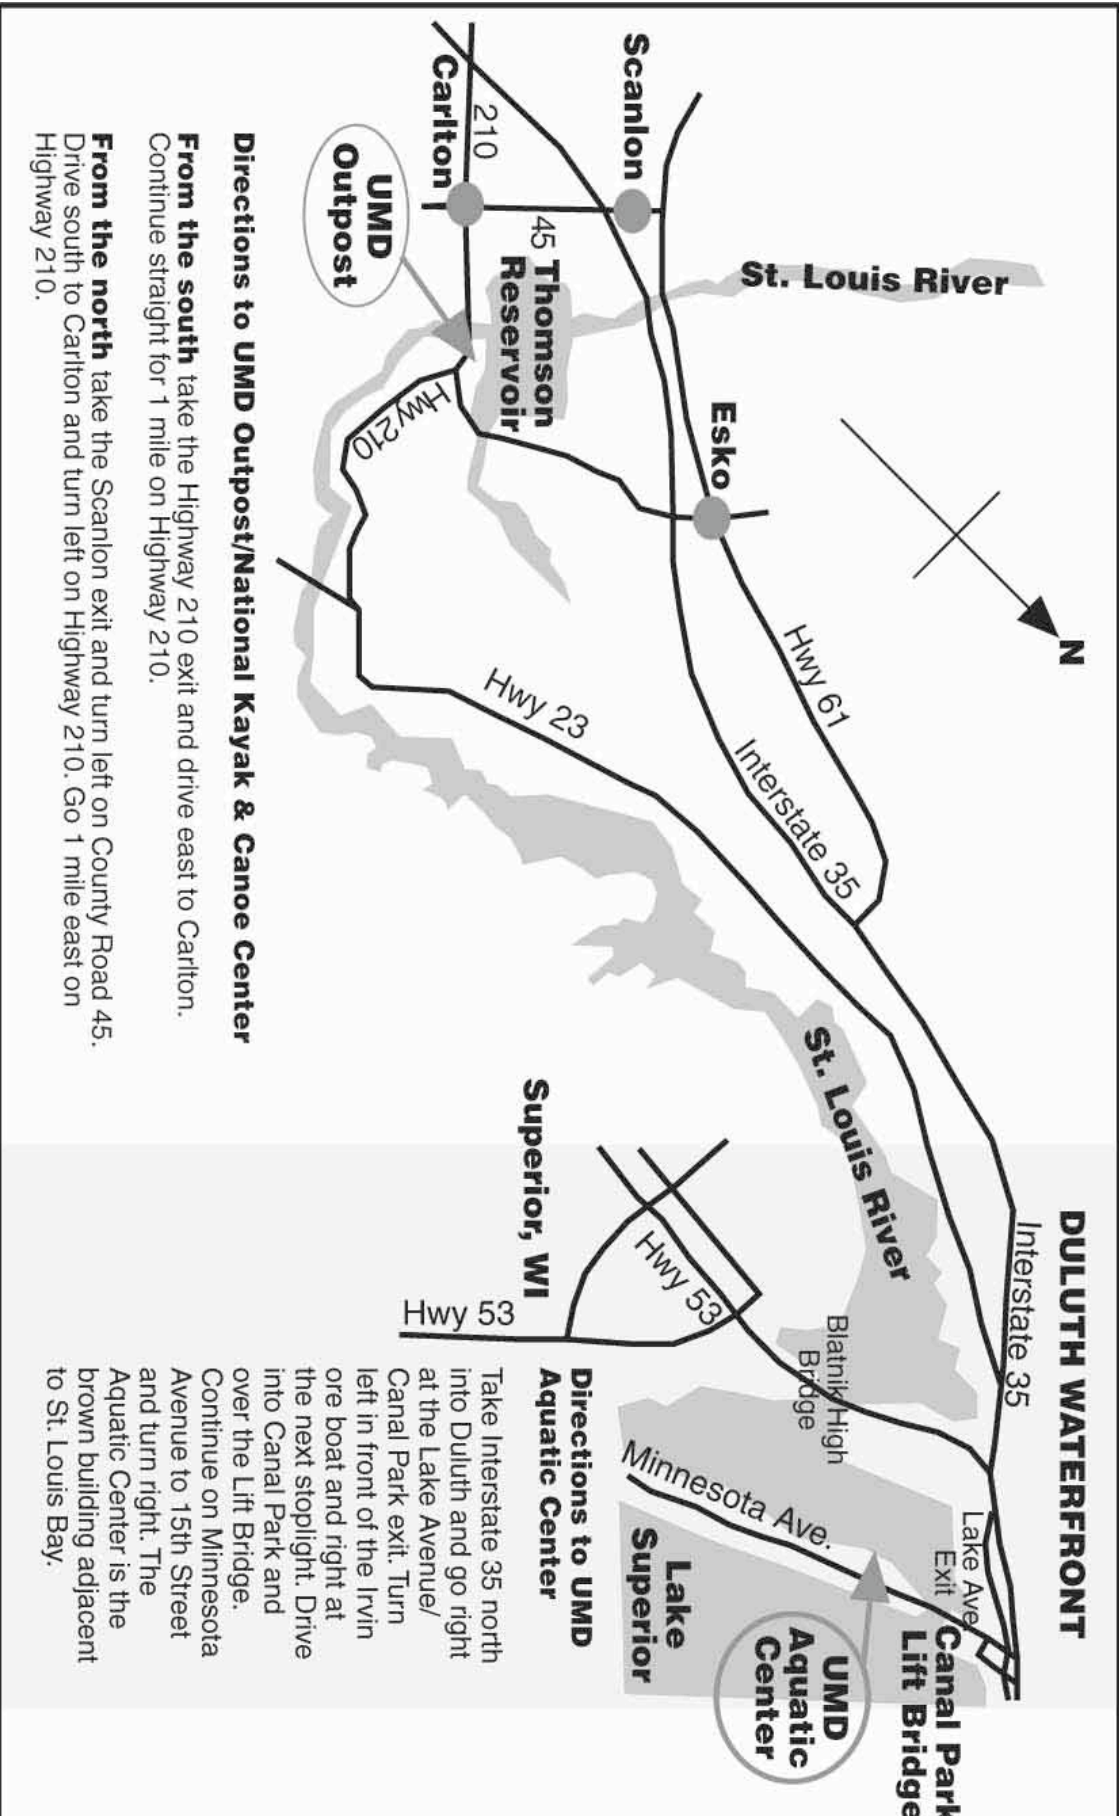 DULUTH WATERFRONT
N
Scanlon
Carlton
210
45
UMD
Outpost
Thomson
Reservoir
St. Louis River
Esko
Hwy210
Hwy 61
Hwy 23
Interstate 35
St. Louis River
Interstate 35
Superior, WI
Hwy 53
Hwy 53
Blatnik High
Bridge
Minnesota Ave.
Lake Ave
Exit
Canal Park
Lift Bridge
Lake
Superior
UMD
Aquatic
Center
Directions to UMD Outpost/National Kayak & Canoe Center
From the south take the Highway 210 exit and drive east to Carlton.
Continue straight for 1 mile on Highway 210.
From the north take the Scanlon exit and turn left on County Road 45.
Drive south to Carlton and turn left on Highway 210. Go 1 mile east on
Highway 210.
Directions to UMD
Aquatic Center
Take Interstate 35 north
into Duluth and go right
at the Lake Avenue/
Canal Park exit. Turn
left in front of the Irvin
ore boat and right at
the next stoplight. Drive
into Canal Park and
over the Lift Bridge.
Continue on Minnesota
Avenue to 15th Street
and turn right. The
Aquatic Center is the
brown building adjacent
to St. Louis Bay.